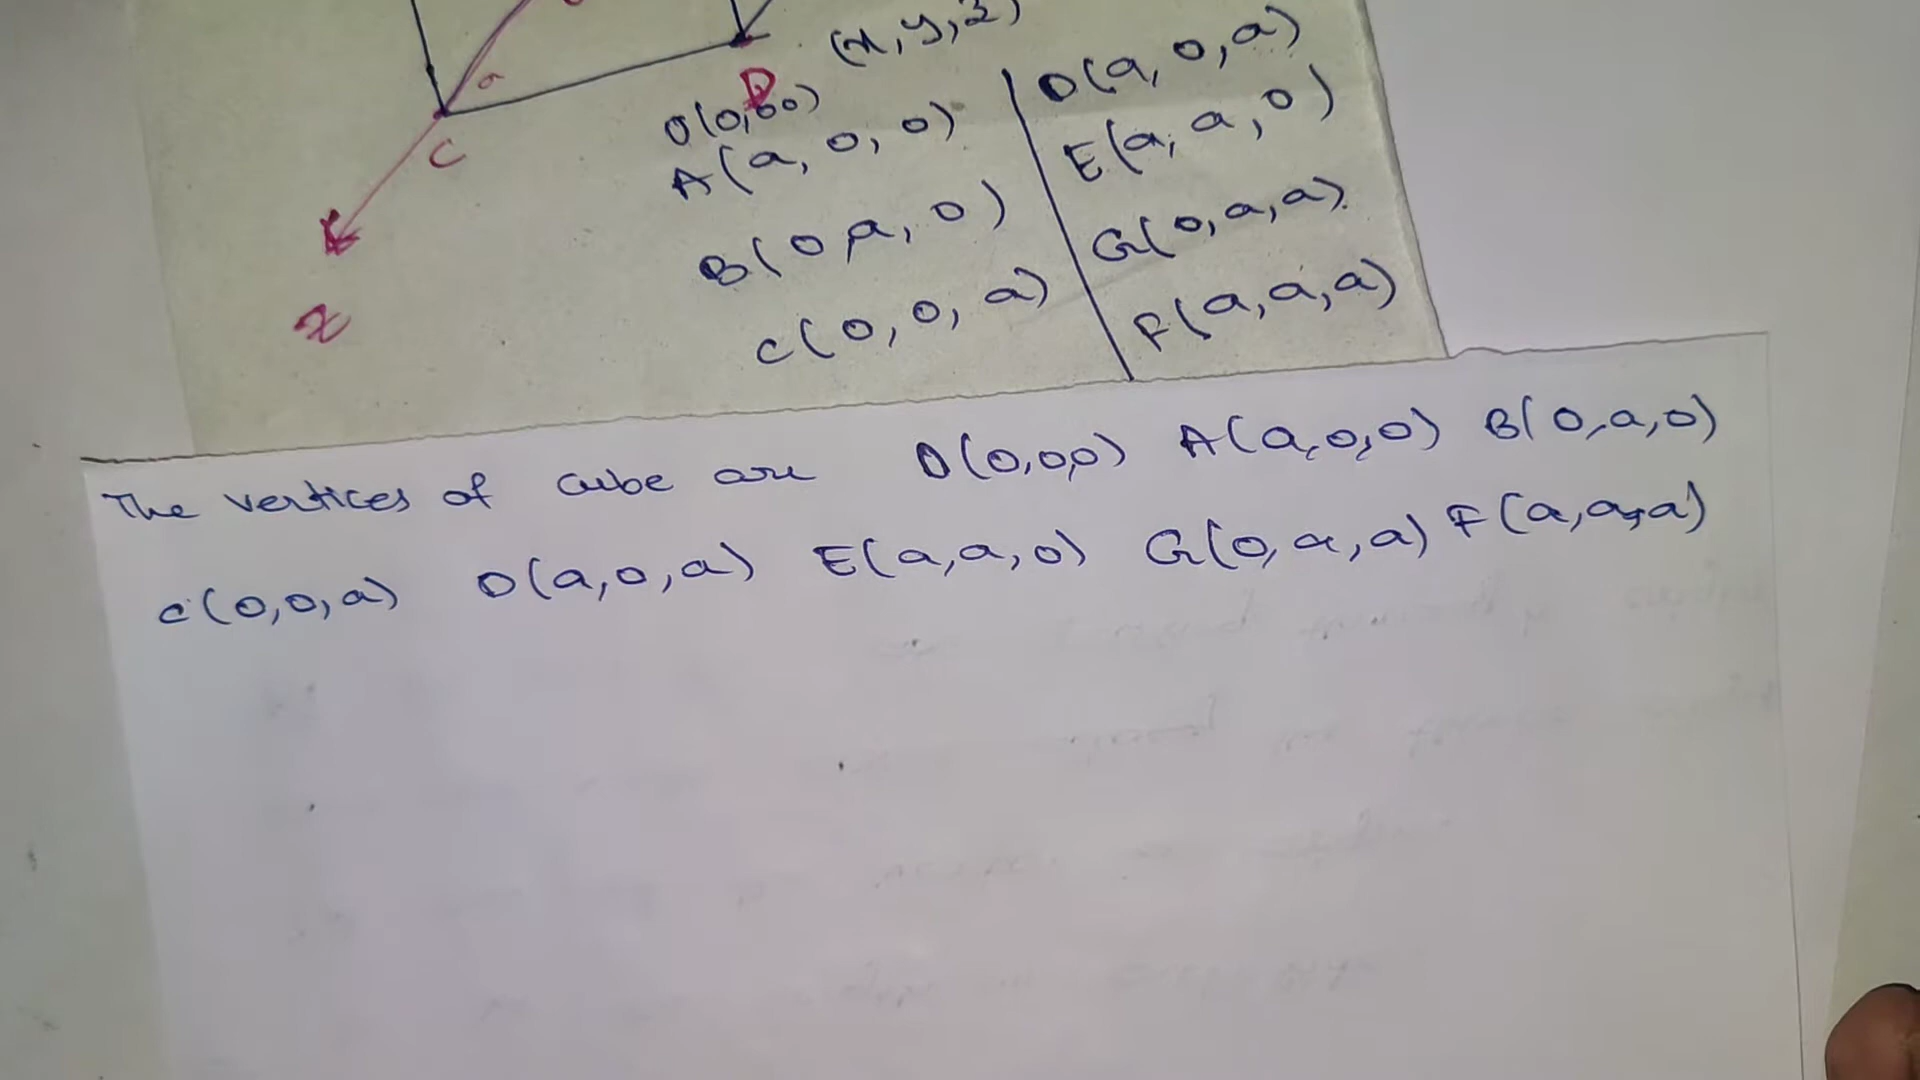 (x, y, z)
a
D
C
z
O(0,0,0)
A(a, 0, 0)
B(0, a, 0)
C(0, 0, a)
D(a, 0, a)
E(a, a, 0)
G(0, a, a)
F(a, a, a)
The vertices of cube are O(0,0,0) A(a,0,0) B(0,a,0)
C(0,0,a) D(a,0,a) E(a,a,0) G(0,a,a) F(a,a,a)